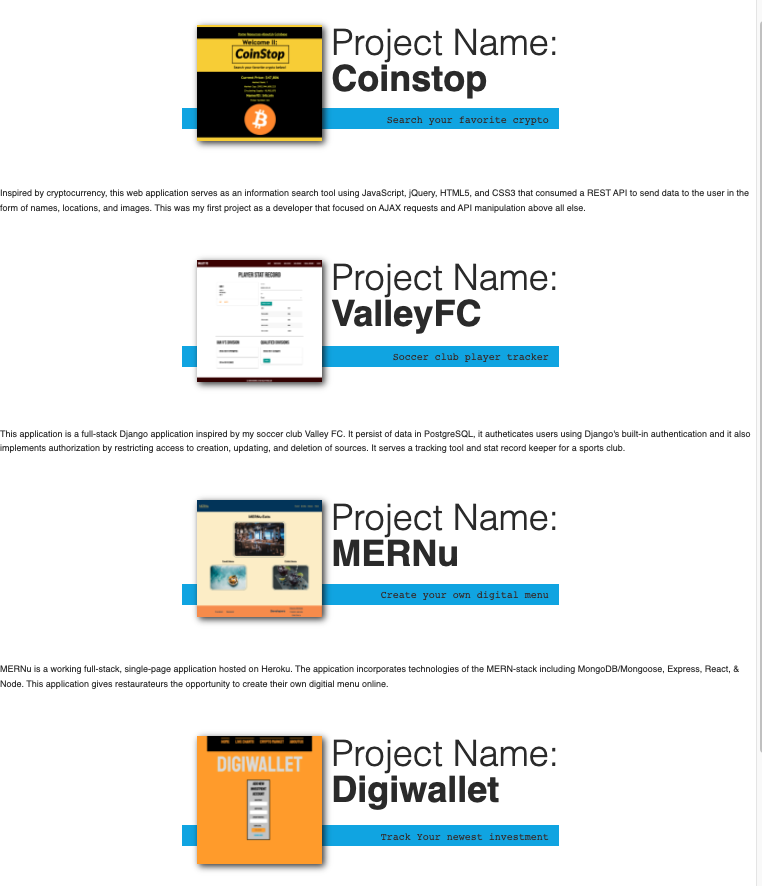 Welcome II:
CoinStop
Search your favorite crypto below!
Project Name:
Coinstop
Search your favorite crypto
Inspired by cryptocurrency, this web application serves as an information search tool using JavaScript, jQuery, HTML5, and CSS3 that consumed a REST API to send data to the user in the
form of names, locations, and images. This was my first project as a developer that focused on AJAX requests and API manipulation above all else.
PLAYER STAT RECORD
Project Name:
ValleyFC
Soccer club player tracker
This application is a full-stack Django application inspired by my soccer club Valley FC. It persist of data in PostgreSQL, it autheticates users using Django's built-in authentication and it also
implements authorization by restricting access to creation, updating, and deletion of sources. It serves a tracking tool and stat record keeper for a sports club.
Project Name:
MERNu
Create your own digital menu
MERNu is a working full-stack, single-page application hosted on Heroku. The appication incorporates technologies of the MERN-stack including MongoDB/Mongoose, Express, React, &
Node. This application gives restaurateurs the opportunity to create their own digitial menu online.
DIGIWALLET
Project Name:
Digiwallet
Track Your newest investment